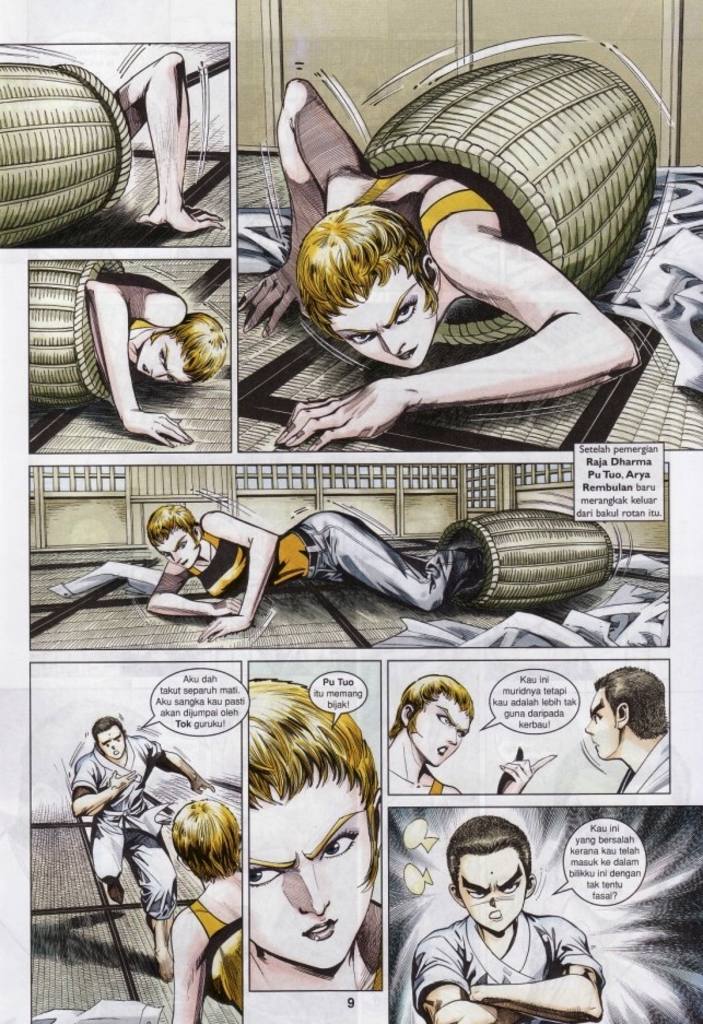 Setelah pemergian
Raja Dharma
Pu Tuo, Arya
Rembulan baru
merangkak keluar
dari bakul rotan itu.
Aku dah
takut separuh mati.
Aku sangka kau pasti
akan dijumpai oleh
Tok guruku!
Pu Tuo
itu memang
bijak!
Kau ini
muridnya tetapi
kau adalah lebih tak
guna daripada
kerbau!
Kau ini
yang bersalah
kerana kau telah
masuk ke dalam
bilikku ini dengan
tak tentu
fasal?
9